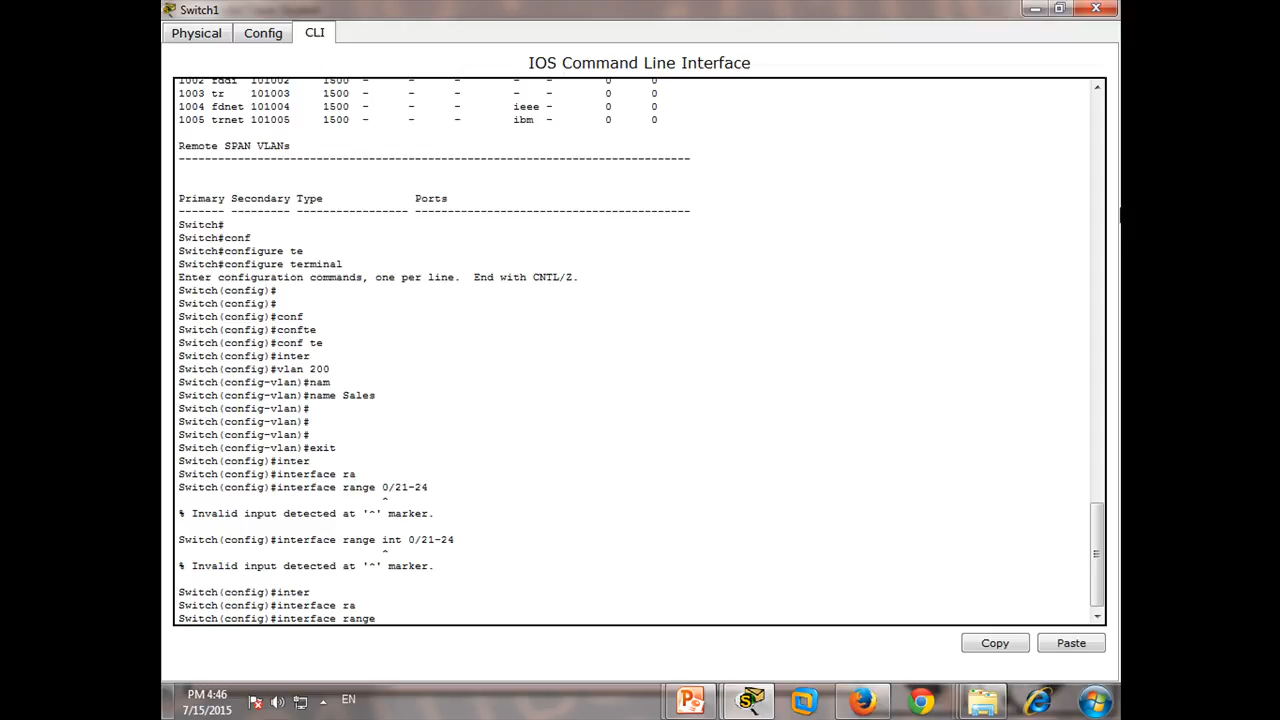 Switch1
Physical Config CLI
IOS Command Line Interface
1002 fddi 101002 1500 - - - - - 0 0
1003 tr 101003 1500 - - - - - 0 0
1004 fdnet 101004 1500 - - - ieee - 0 0
1005 trnet 101005 1500 - - - ibm - 0 0
Remote SPAN VLANs
------------------------------------------------------------------------------
Primary Secondary Type Ports
------- --------- ----------------- ------------------------------------------
Switch#
Switch#conf
Switch#configure te
Switch#configure terminal
Enter configuration commands, one per line. End with CNTL/Z.
Switch(config)#
Switch(config)#
Switch(config)#conf
Switch(config)#confte
Switch(config)#conf te
Switch(config)#inter
Switch(config)#vlan 200
Switch(config-vlan)#nam
Switch(config-vlan)#name Sales
Switch(config-vlan)#
Switch(config-vlan)#
Switch(config-vlan)#
Switch(config-vlan)#exit
Switch(config)#inter
Switch(config)#interface ra
Switch(config)#interface range 0/21-24
^
% Invalid input detected at '^' marker.
Switch(config)#interface range int 0/21-24
^
% Invalid input detected at '^' marker.
Switch(config)#inter
Switch(config)#interface ra
Switch(config)#interface range
Copy Paste
PM 4:46
7/15/2015
EN